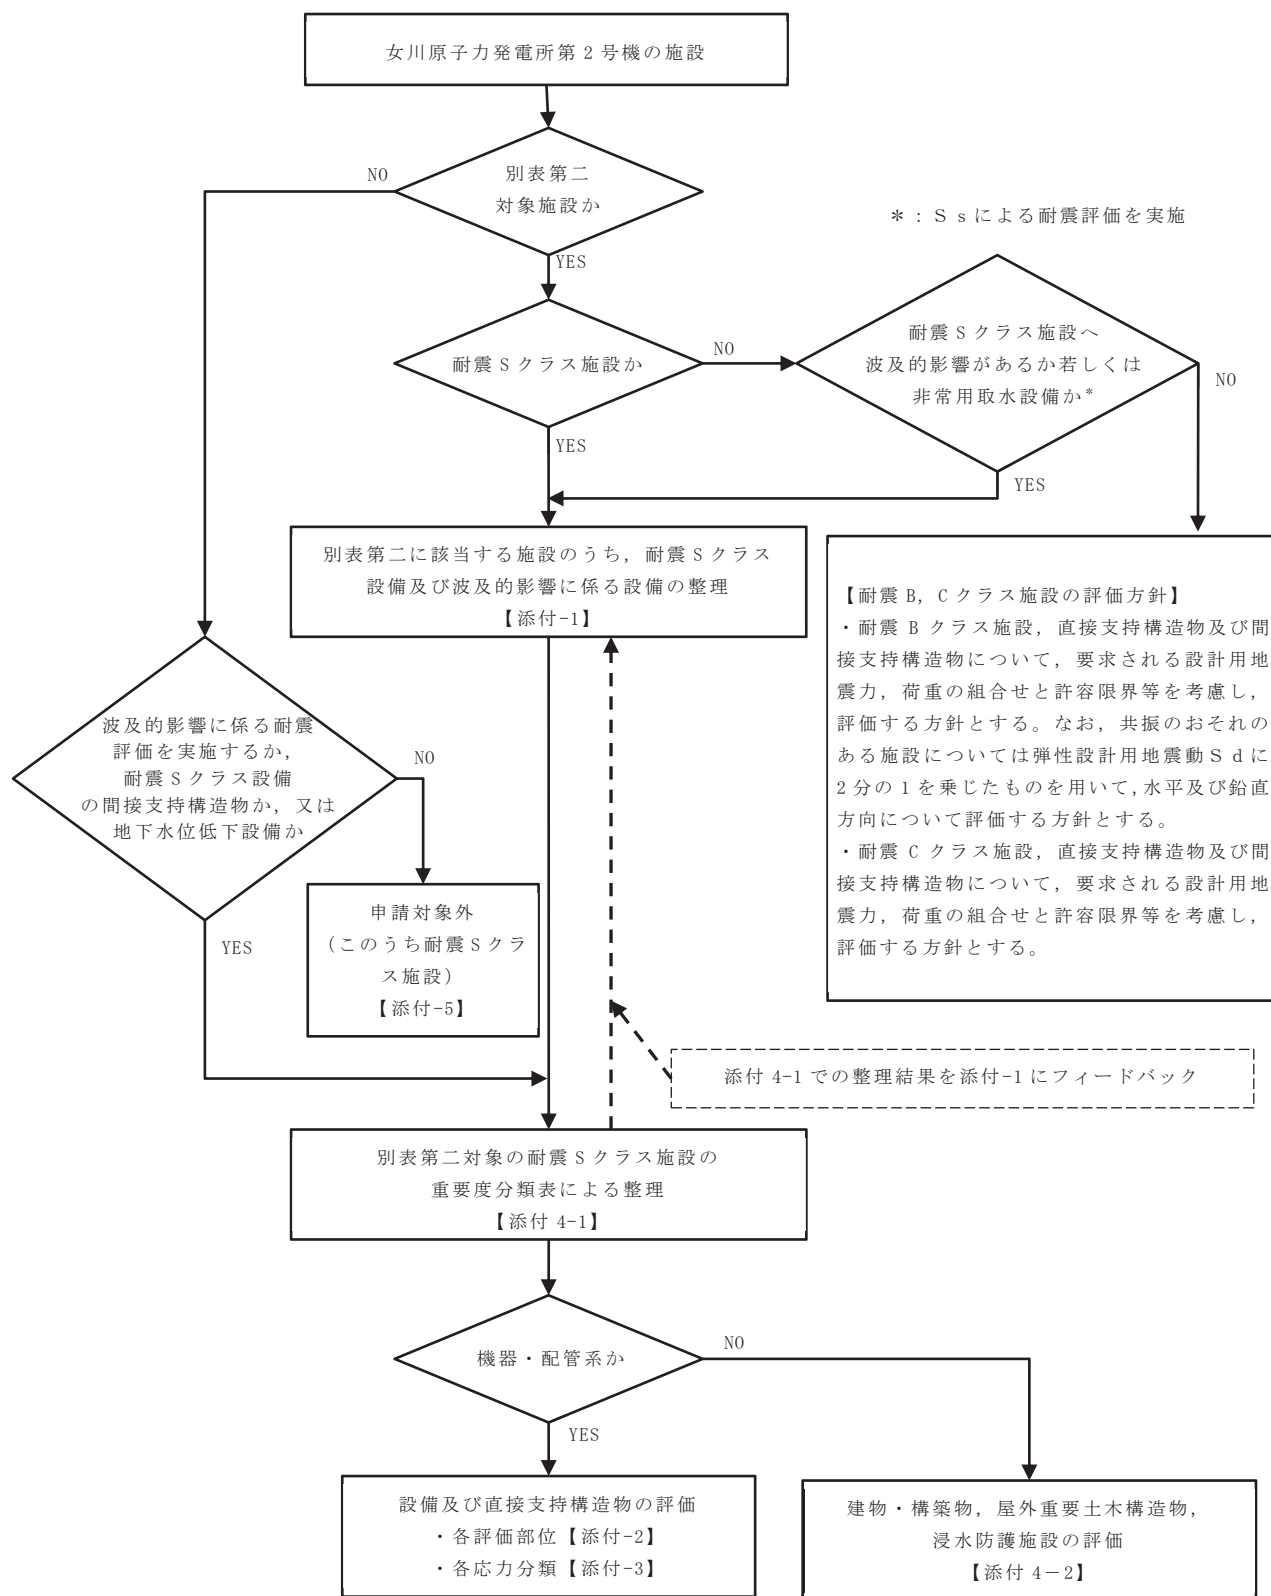 女川原子力発電所第2号機の施設
別表第二
対象施設か
NO
YES
*：Ｓｓによる耐震評価を実施
耐震Sクラス施設か
NO
YES
耐震Sクラス施設へ
波及的影響があるか若しくは
非常用取水設備か*
NO
YES
別表第二に該当する施設のうち，耐震Sクラス
設備及び波及的影響に係る設備の整理
【添付-1】
【耐震B，Cクラス施設の評価方針】
・耐震Bクラス施設，直接支持構造物及び間
接支持構造物について，要求される設計用地
震力，荷重の組合せと許容限界等を考慮し，
評価する方針とする。なお，共振のおそれの
ある施設については弾性設計用地震動Ｓｄに
2分の1を乗じたものを用いて,水平及び鉛直
方向について評価する方針とする。
・耐震Cクラス施設，直接支持構造物及び間
接支持構造物について，要求される設計用地
震力，荷重の組合せと許容限界等を考慮し，
評価する方針とする。
波及的影響に係る耐震
評価を実施するか，
耐震Sクラス設備
の間接支持構造物か，又は
地下水位低下設備か
NO
YES
申請対象外
（このうち耐震Sクラ
ス施設）
【添付-5】
添付4-1での整理結果を添付-1にフィードバック
別表第二対象の耐震Sクラス施設の
重要度分類表による整理
【添付4-1】
機器・配管系か
NO
YES
設備及び直接支持構造物の評価
・各評価部位【添付-2】
・各応力分類【添付-3】
建物・構築物，屋外重要土木構造物，
浸水防護施設の評価
【添付4－2】